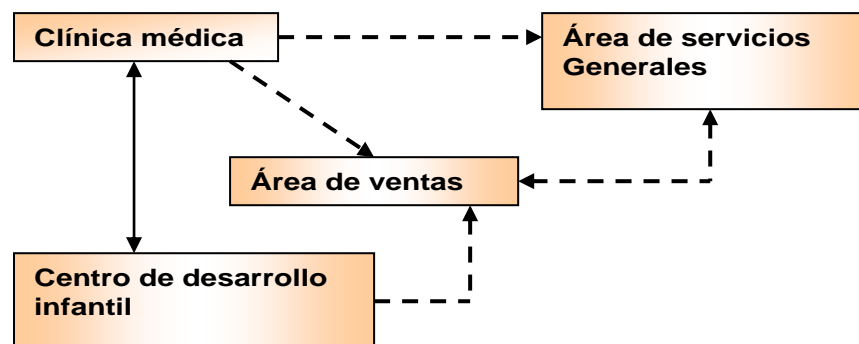 Clínica médica
Área de servicios
Generales
Área de ventas
Centro de desarrollo
infantil